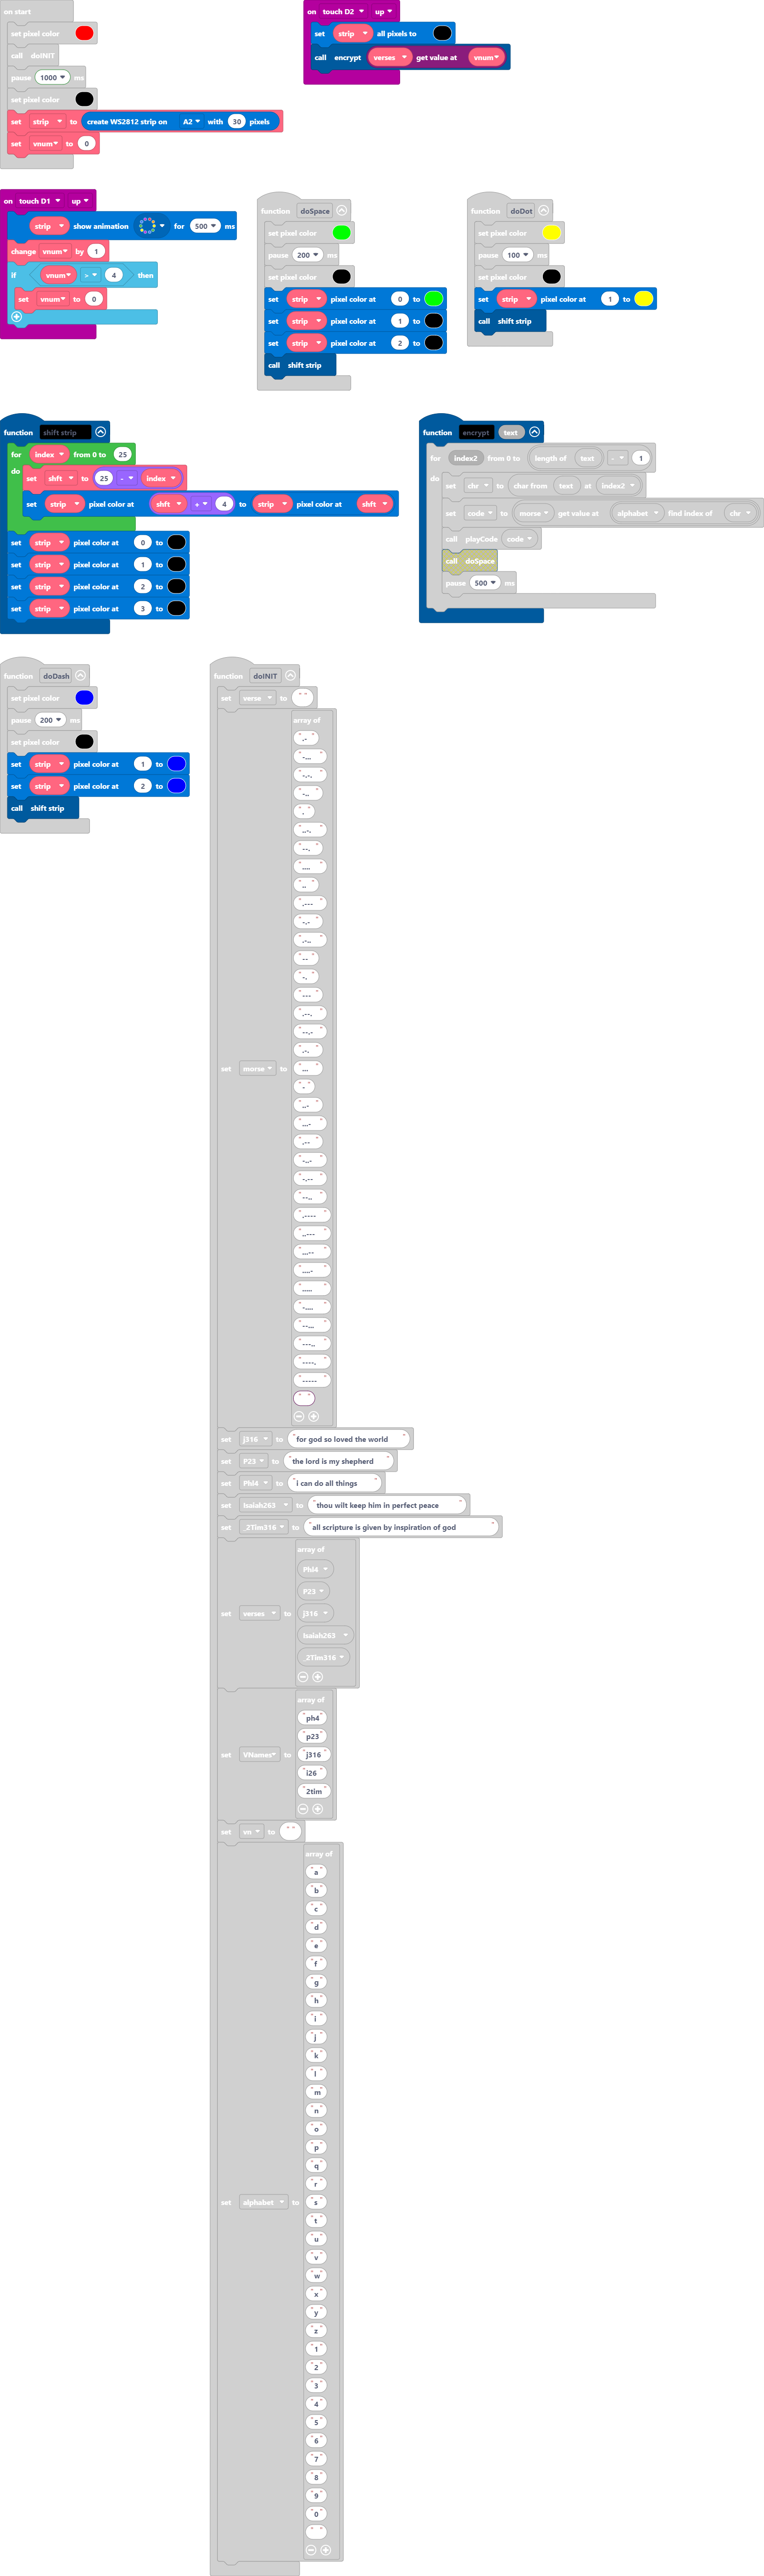 on start
set pixel color
call doINIT
pause 1000 ms
set pixel color
set strip to create WS2812 strip on A2 with 30 pixels
set vnum to 0
on touch D2 up
set strip all pixels to
call encrypt verses get value at vnum
on touch D1 up
strip show animation for 500 ms
change vnum by 1
if vnum > 4 then
set vnum to 0
function doSpace
set pixel color
pause 200 ms
set pixel color
set strip pixel color at 0 to
set strip pixel color at 1 to
set strip pixel color at 2 to
call shift strip
function doDot
set pixel color
pause 100 ms
set pixel color
set strip pixel color at 1 to
call shift strip
function shift strip
for index from 0 to 25
do
set shft to 25 - index
set strip pixel color at shft + 4 to strip pixel color at shft
set strip pixel color at 0 to
set strip pixel color at 1 to
set strip pixel color at 2 to
set strip pixel color at 3 to
function encrypt text
for index2 from 0 to length of text - 1
do
set chr to char from text at index2
set code to morse get value at alphabet find index of chr
call playCode code
call doSpace
pause 500 ms
function doDash
set pixel color
pause 200 ms
set pixel color
set strip pixel color at 1 to
set strip pixel color at 2 to
call shift strip
function doINIT
set verse to " "
set morse to
array of
" .- "
" -... "
" -.-. "
" -.. "
" . "
" ..-. "
" --. "
" .... "
" .. "
" .--- "
" -.- "
" .-.. "
" -- "
" -. "
" --- "
" .--. "
" --.- "
" .-. "
" ... "
" - "
" ..- "
" ...- "
" .-- "
" -..- "
" -.-- "
" --.. "
" .---- "
" ..--- "
" ...-- "
" ....- "
" ..... "
" -.... "
" --... "
" ---.. "
" ----. "
" ----- "
" "
set j316 to "for god so loved the world "
set P23 to "the lord is my shepherd "
set Phl4 to "i can do all things "
set Isaiah263 to "thou wilt keep him in perfect peace "
set _2Tim316 to "all scripture is given by inspiration of god "
set verses to
array of
Phl4
P23
j316
Isaiah263
_2Tim316
set VNames to
array of
"ph4"
"p23"
"j316"
"i26"
"2tim"
set vn to " "
set alphabet to
array of
"a"
"b"
"c"
"d"
"e"
"f"
"g"
"h"
"i"
"j"
"k"
"l"
"m"
"n"
"o"
"p"
"q"
"r"
"s"
"t"
"u"
"v"
"w"
"x"
"y"
"z"
"1"
"2"
"3"
"4"
"5"
"6"
"7"
"8"
"9"
"0"
" "